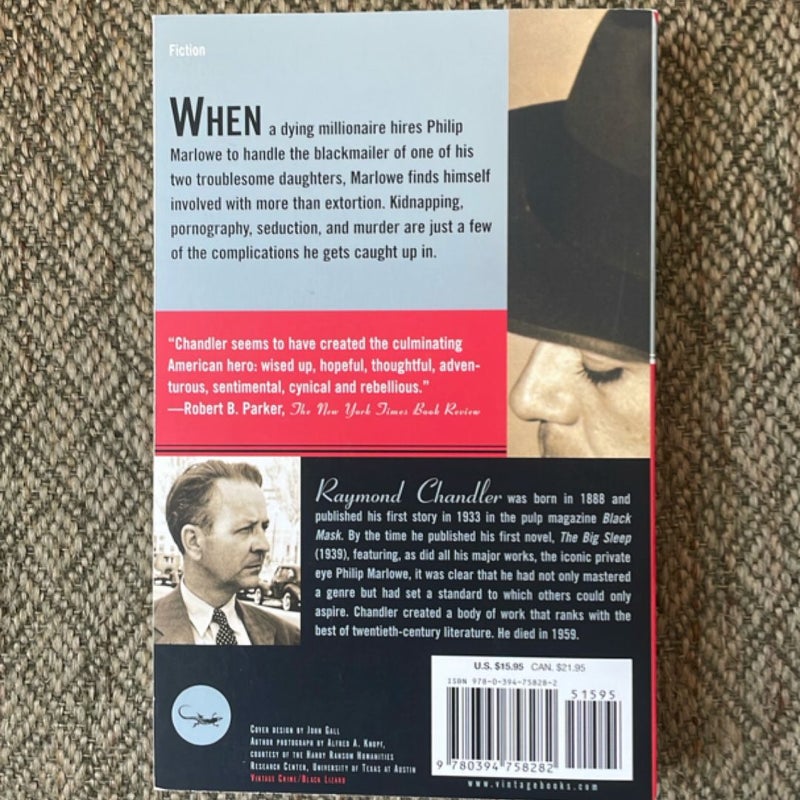 Fiction
WHEN a dying millionaire hires Philip
Marlowe to handle the blackmailer of one of his
two troublesome daughters, Marlowe finds himself
involved with more than extortion. Kidnapping,
pornography, seduction, and murder are just a few
of the complications he gets caught up in.
“Chandler seems to have created the culminating
American hero: wised up, hopeful, thoughtful, adven-
turous, sentimental, cynical and rebellious.”
—Robert B. Parker, The New York Times Book Review
Raymond Chandler was born in 1888 and
published his first story in 1933 in the pulp magazine Black
Mask. By the time he published his first novel, The Big Sleep
(1939), featuring, as did all his major works, the iconic private
eye Philip Marlowe, it was clear that he had not only mastered
a genre but had set a standard to which others could only
aspire. Chandler created a body of work that ranks with the
best of twentieth-century literature. He died in 1959.
U.S. $15.95 CAN. $21.95
ISBN 978-0-394-75828-2
51595
9 780394 758282
www.vintagebooks.com
Cover design by John Gall
Author photograph by Alfred A. Knopf,
courtesy of the Harry Ransom Humanities
Research Center, University of Texas at Austin
Vintage Crime/Black Lizard